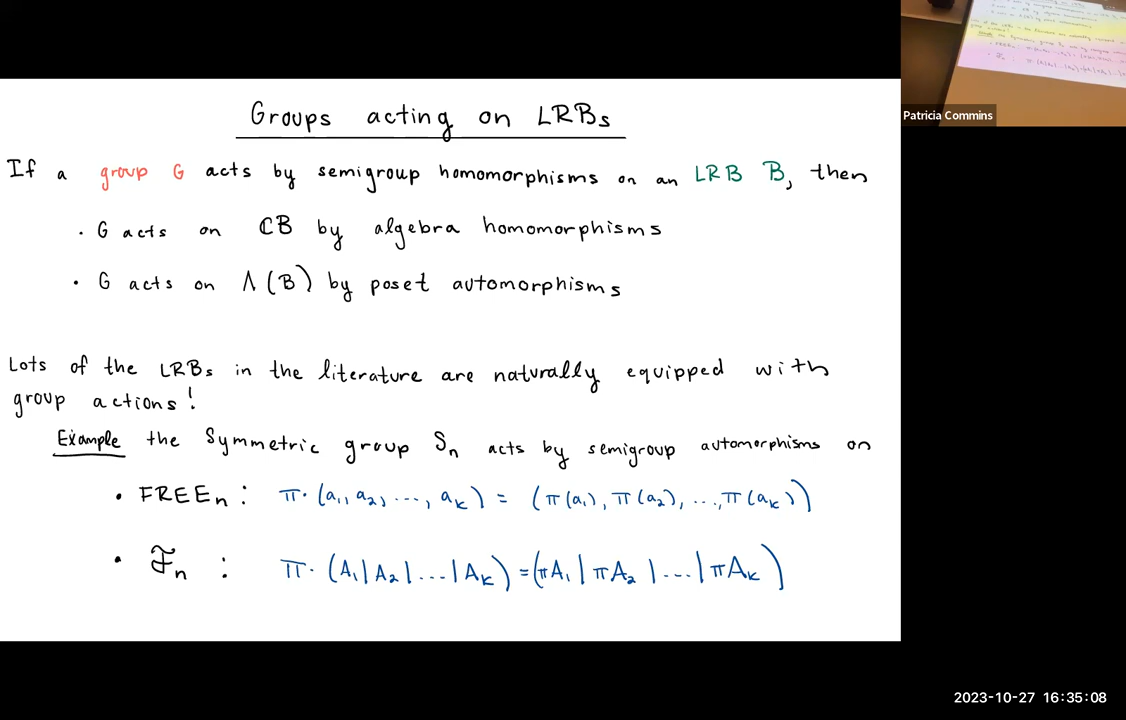 Groups acting on LRBs
If a group G acts by semigroup homomorphisms on an LRB B, then
• G acts on ℂB by algebra homomorphisms
• G acts on Λ(B) by poset automorphisms
Lots of the LRBs in the literature are naturally equipped with
group actions!
Example the Symmetric group Sn acts by semigroup automorphisms on
• FREEn : π · (a₁, a₂, ..., aₖ) = (π(a₁), π(a₂), ..., π(aₖ))
• ℱn : π · (A₁|A₂|...|Aₖ) = (πA₁|πA₂|...|πAₖ)
Patricia Commins
2023-10-27 16:35:08